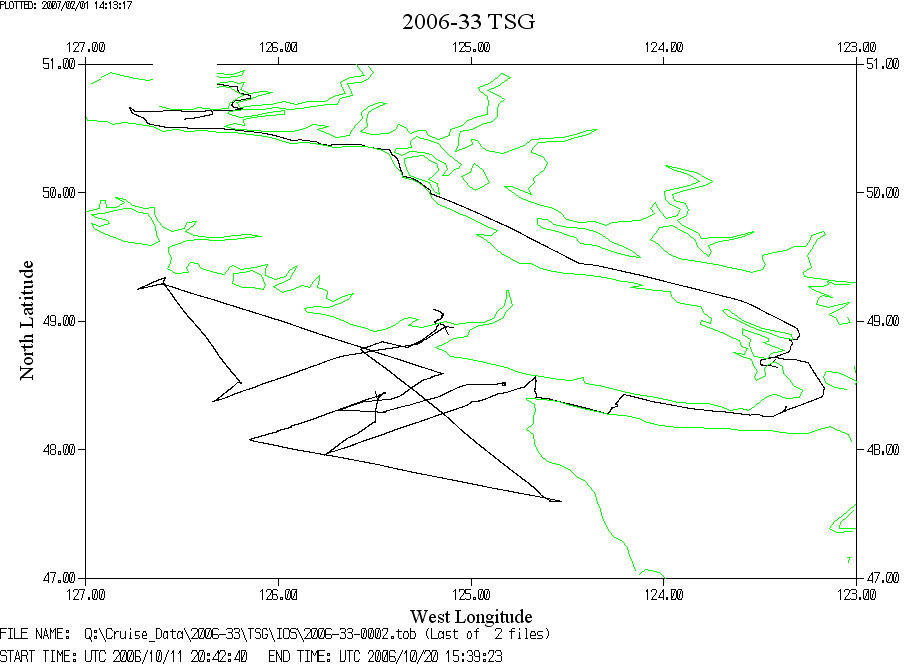 PLOTTED: 2007/02/01 14:13:17
2006-33 TSG
127.00 126.00 125.00 124.00 123.00
51.00 51.00
50.00 50.00
49.00 49.00
48.00 48.00
47.00 47.00
North Latitude
127.00 126.00 125.00 124.00 123.00
West Longitude
FILE NAME: Q:\Cruise_Data\2006-33\TSG\IOS\2006-33-0002.tob (Last of 2 files)
START TIME: UTC 2006/10/11 20:42:40 END TIME: UTC 2006/10/20 15:39:23